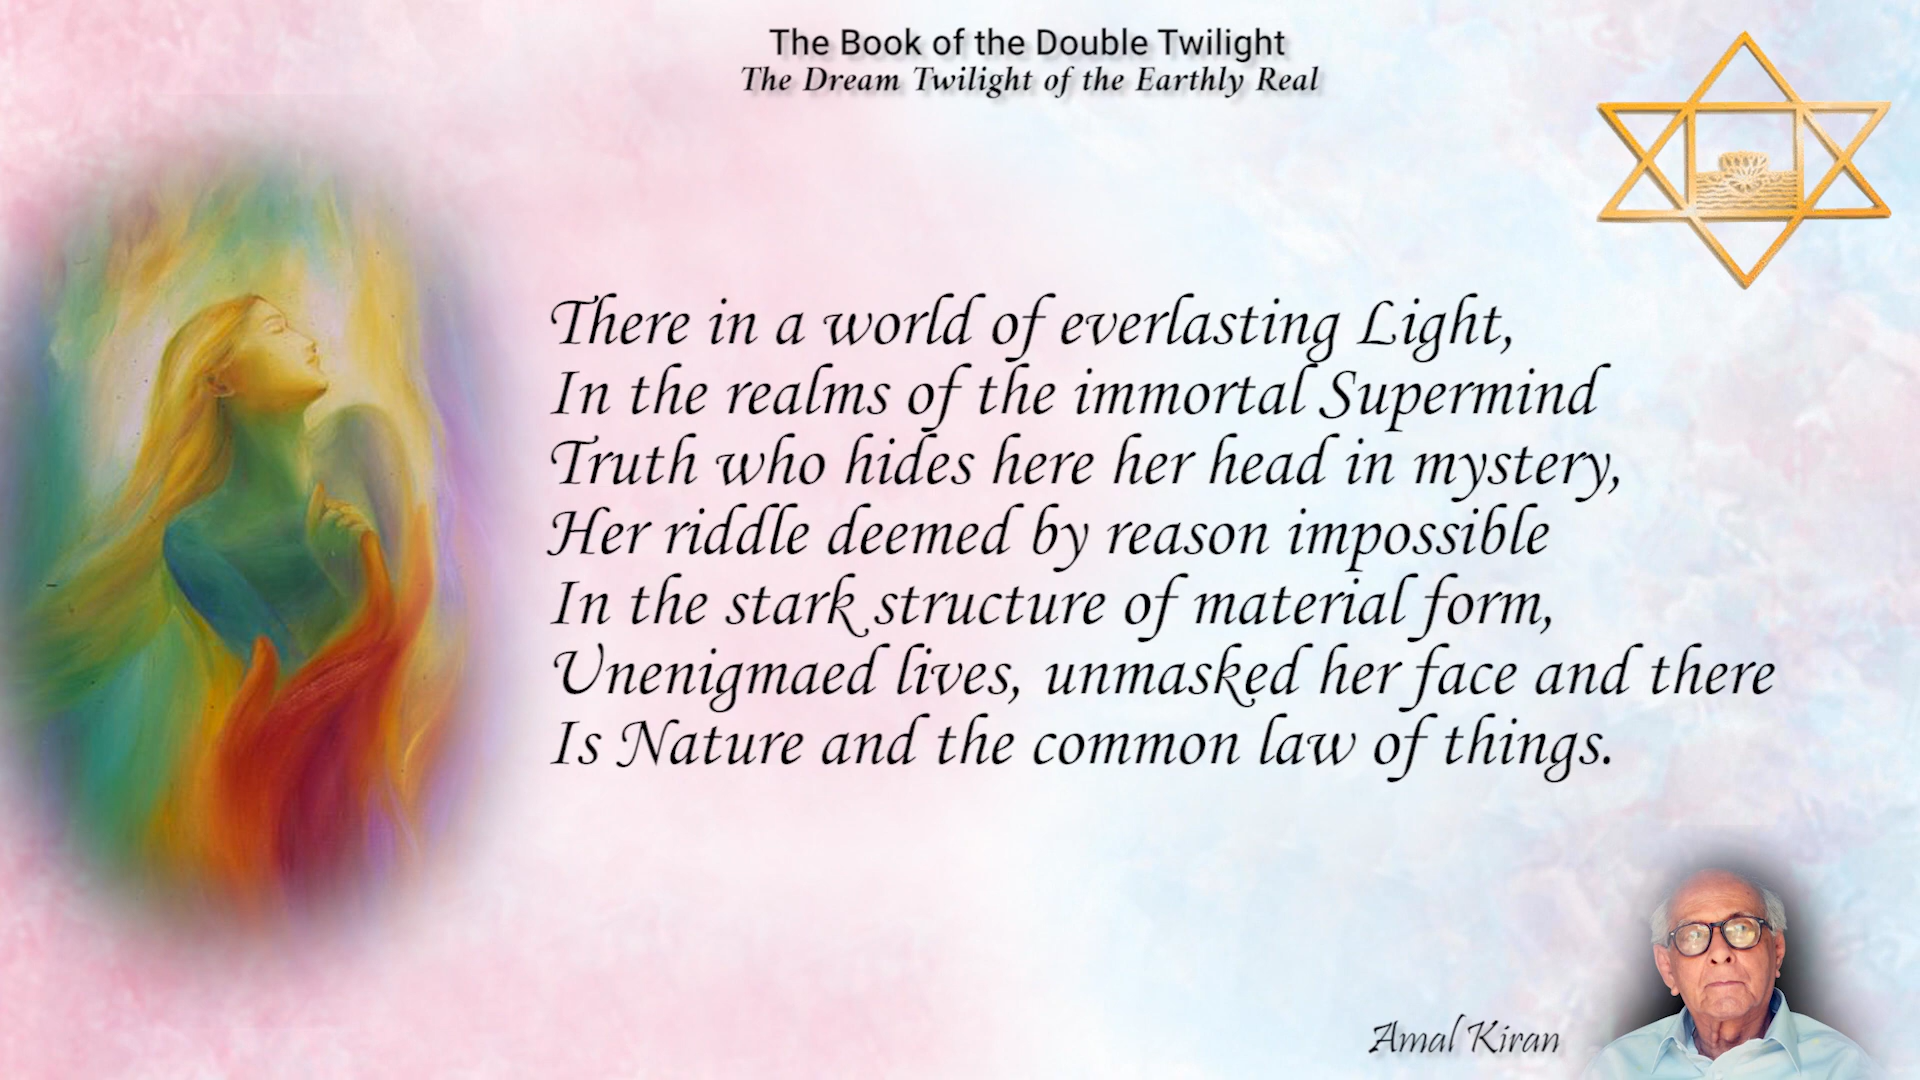 The Book of the Double Twilight
The Dream Twilight of the Earthly Real
There in a world of everlasting Light,
In the realms of the immortal Supermind
Truth who hides here her head in mystery,
Her riddle deemed by reason impossible
In the stark structure of material form,
Unenigmaed lives, unmasked her face and there
Is Nature and the common law of things.
Amal Kiran